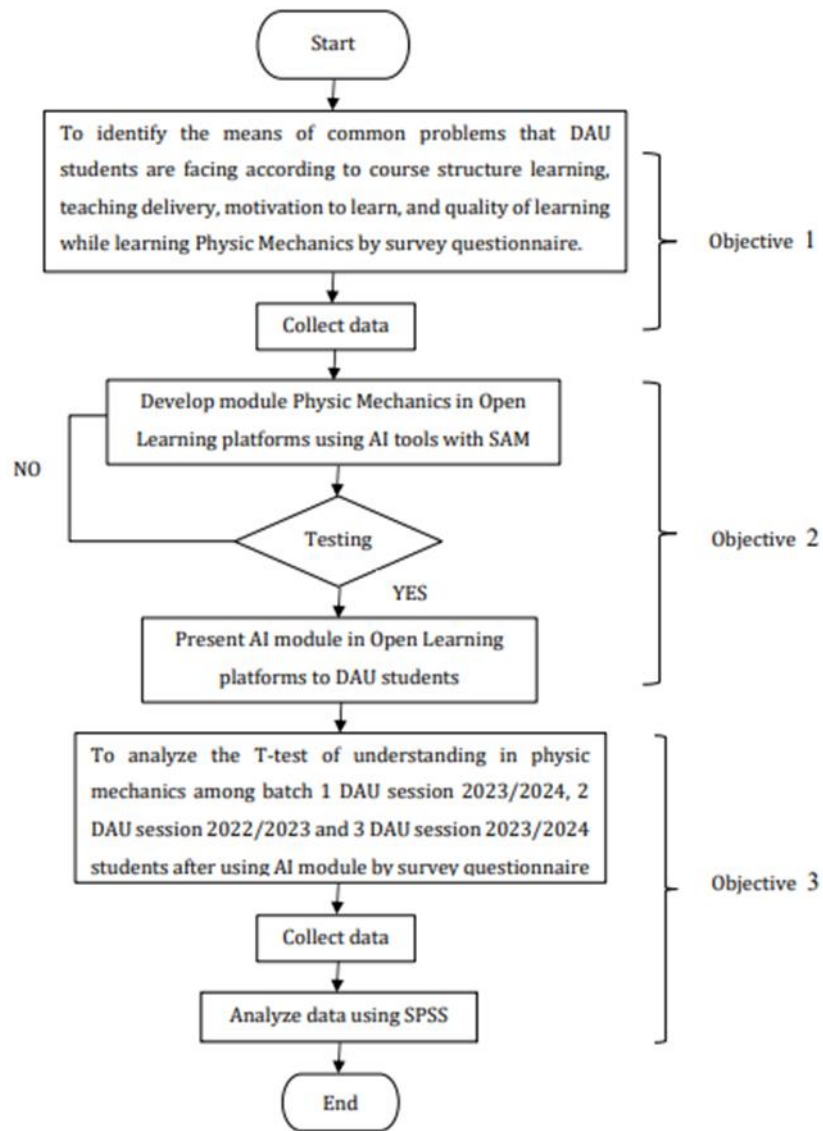 Start
To identify the means of common problems that DAU
students are facing according to course structure learning,
teaching delivery, motivation to learn, and quality of learning
while learning Physic Mechanics by survey questionnaire.
Objective 1
Collect data
Develop module Physic Mechanics in Open
Learning platforms using AI tools with SAM
NO
Testing
Objective 2
YES
Present AI module in Open Learning
platforms to DAU students
To analyze the T-test of understanding in physic
mechanics among batch 1 DAU session 2023/2024, 2
DAU session 2022/2023 and 3 DAU session 2023/2024
students after using AI module by survey questionnaire
Objective 3
Collect data
Analyze data using SPSS
End